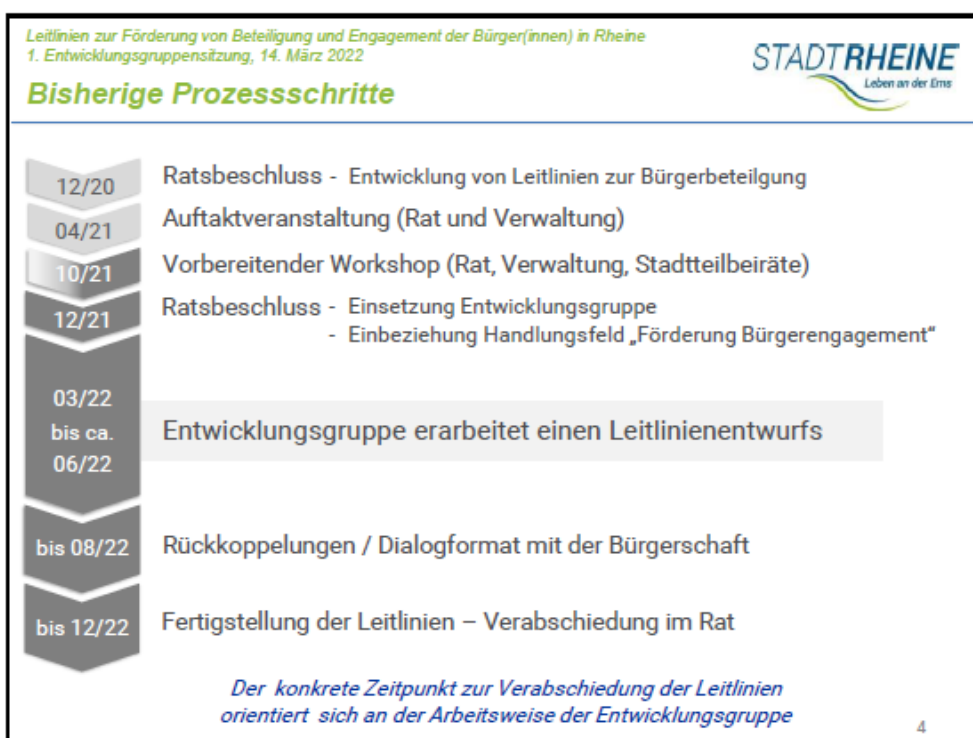 Leitlinien zur Förderung von Beteiligung und Engagement der Bürger(innen) in Rheine
1. Entwicklungsgruppensitzung, 14. März 2022
Bisherige Prozessschritte
STADTRHEINE
Leben an der Ems
12/20 Ratsbeschluss - Entwicklung von Leitlinien zur Bürgerbeteilgung
04/21 Auftaktveranstaltung (Rat und Verwaltung)
10/21 Vorbereitender Workshop (Rat, Verwaltung, Stadtteilbeiräte)
12/21 Ratsbeschluss - Einsetzung Entwicklungsgruppe
- Einbeziehung Handlungsfeld „Förderung Bürgerengagement“
03/22
bis ca.
06/22
Entwicklungsgruppe erarbeitet einen Leitlinienentwurfs
bis 08/22 Rückkoppelungen / Dialogformat mit der Bürgerschaft
bis 12/22 Fertigstellung der Leitlinien – Verabschiedung im Rat
Der konkrete Zeitpunkt zur Verabschiedung der Leitlinien
orientiert sich an der Arbeitsweise der Entwicklungsgruppe
4